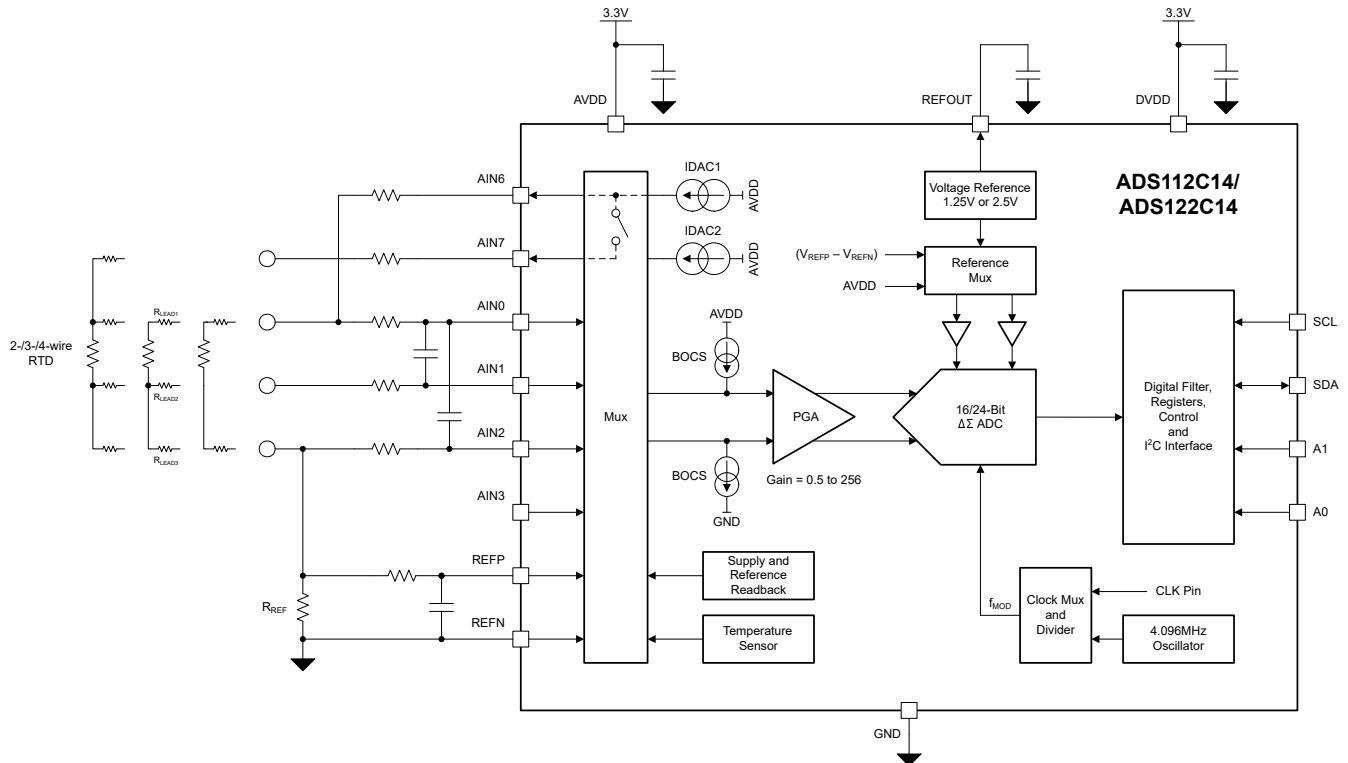 3.3V
3.3V
AVDD
REFOUT
DVDD
AIN6
IDAC1
AVDD
Voltage Reference
1.25V or 2.5V
ADS112C14/
ADS122C14
AIN7
IDAC2
AVDD
(VREFP – VREFN)
Reference
Mux
AVDD
RLEAD1
AIN0
AVDD
SCL
2-/3-/4-wire
RTD
BOCS
RLEAD2
AIN1
Mux
PGA
16/24-Bit
ΔΣ ADC
Digital Filter,
Registers,
Control
and
I²C Interface
SDA
RLEAD3
AIN2
BOCS
Gain = 0.5 to 256
A1
AIN3
GND
A0
REFP
Supply and
Reference
Readback
RREF
fMOD
Clock Mux
and
Divider
CLK Pin
REFN
Temperature
Sensor
4.096MHz
Oscillator
GND